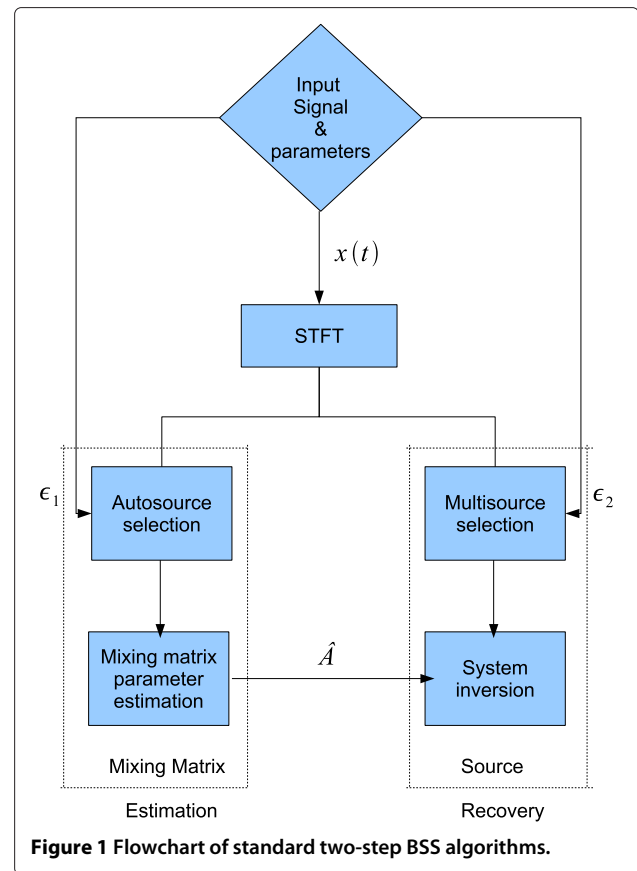 Input
Signal
&
parameters
x(t)
STFT
ϵ1
Autosource
selection
Multisource
selection
ϵ2
Mixing matrix
parameter
estimation
Â
System
inversion
Mixing Matrix
Source
Estimation
Recovery
Figure 1 Flowchart of standard two-step BSS algorithms.